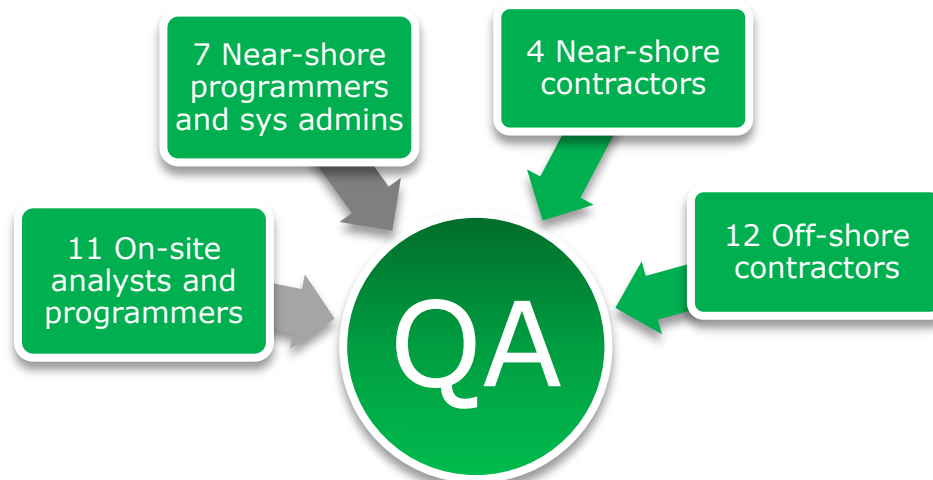 7 Near-shore
programmers
and sys admins
4 Near-shore
contractors
11 On-site
analysts and
programmers
12 Off-shore
contractors
QA